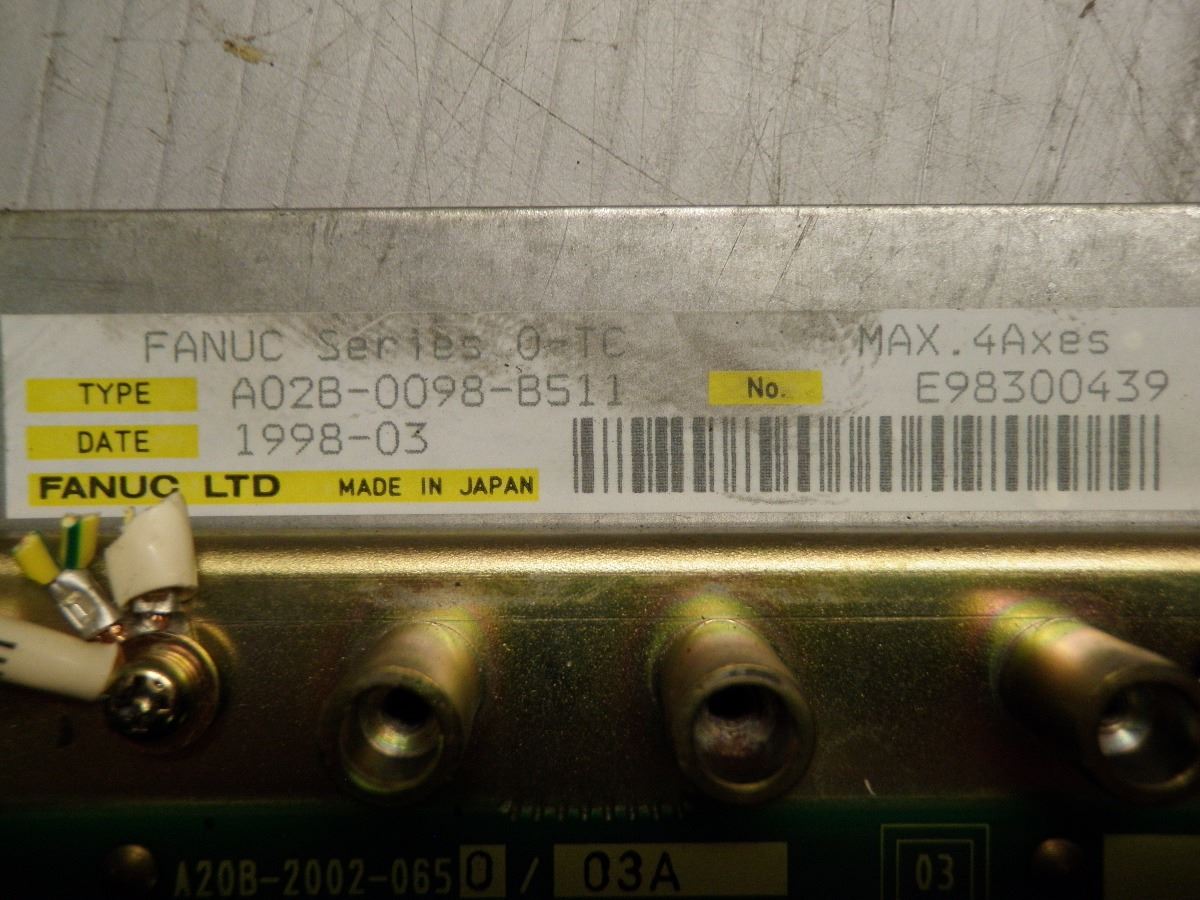 FANUC Series 0-TC MAX.4Axes
TYPE A02B-0098-B511 No. E98300439
DATE 1998-03
FANUC LTD MADE IN JAPAN
A20B-2002-0650 / 03A 03